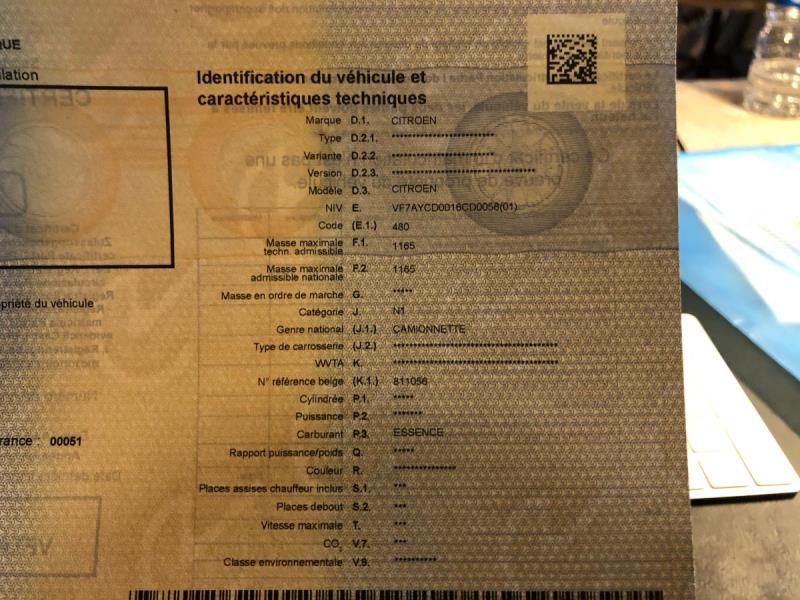 lation
Identification du véhicule et
caractéristiques techniques
Marque D.1. CITROEN
Type D.2.1. **********************
Variante D.2.2. **********************
Version D.2.3. *******************************
Modèle D.3. CITROEN
NIV E. VF7AYCD0016CD0056(01)
Code (E.1.) 480
Masse maximale
techn. admissible F.1. 1165
Masse maximale
admissible nationale F.2. 1165
Masse en ordre de marche G. *****
Catégorie J. N1
Genre national (J.1.) CAMIONNETTE
Type de carrosserie (J.2.) ***********************************
WVTA K. ***********************************
N° référence belge (K.1.) 811056
Cylindrée P.1. *****
Puissance P.2. *******
Carburant P.3. ESSENCE
Rapport puissance/poids Q. *****
Couleur R. ***************
Places assises chauffeur inclus S.1. ***
Places debout S.2. ***
Vitesse maximale T. ***
CO2 V.7. ***
Classe environnementale V.9. **********
priété du véhicule
rance : 00051